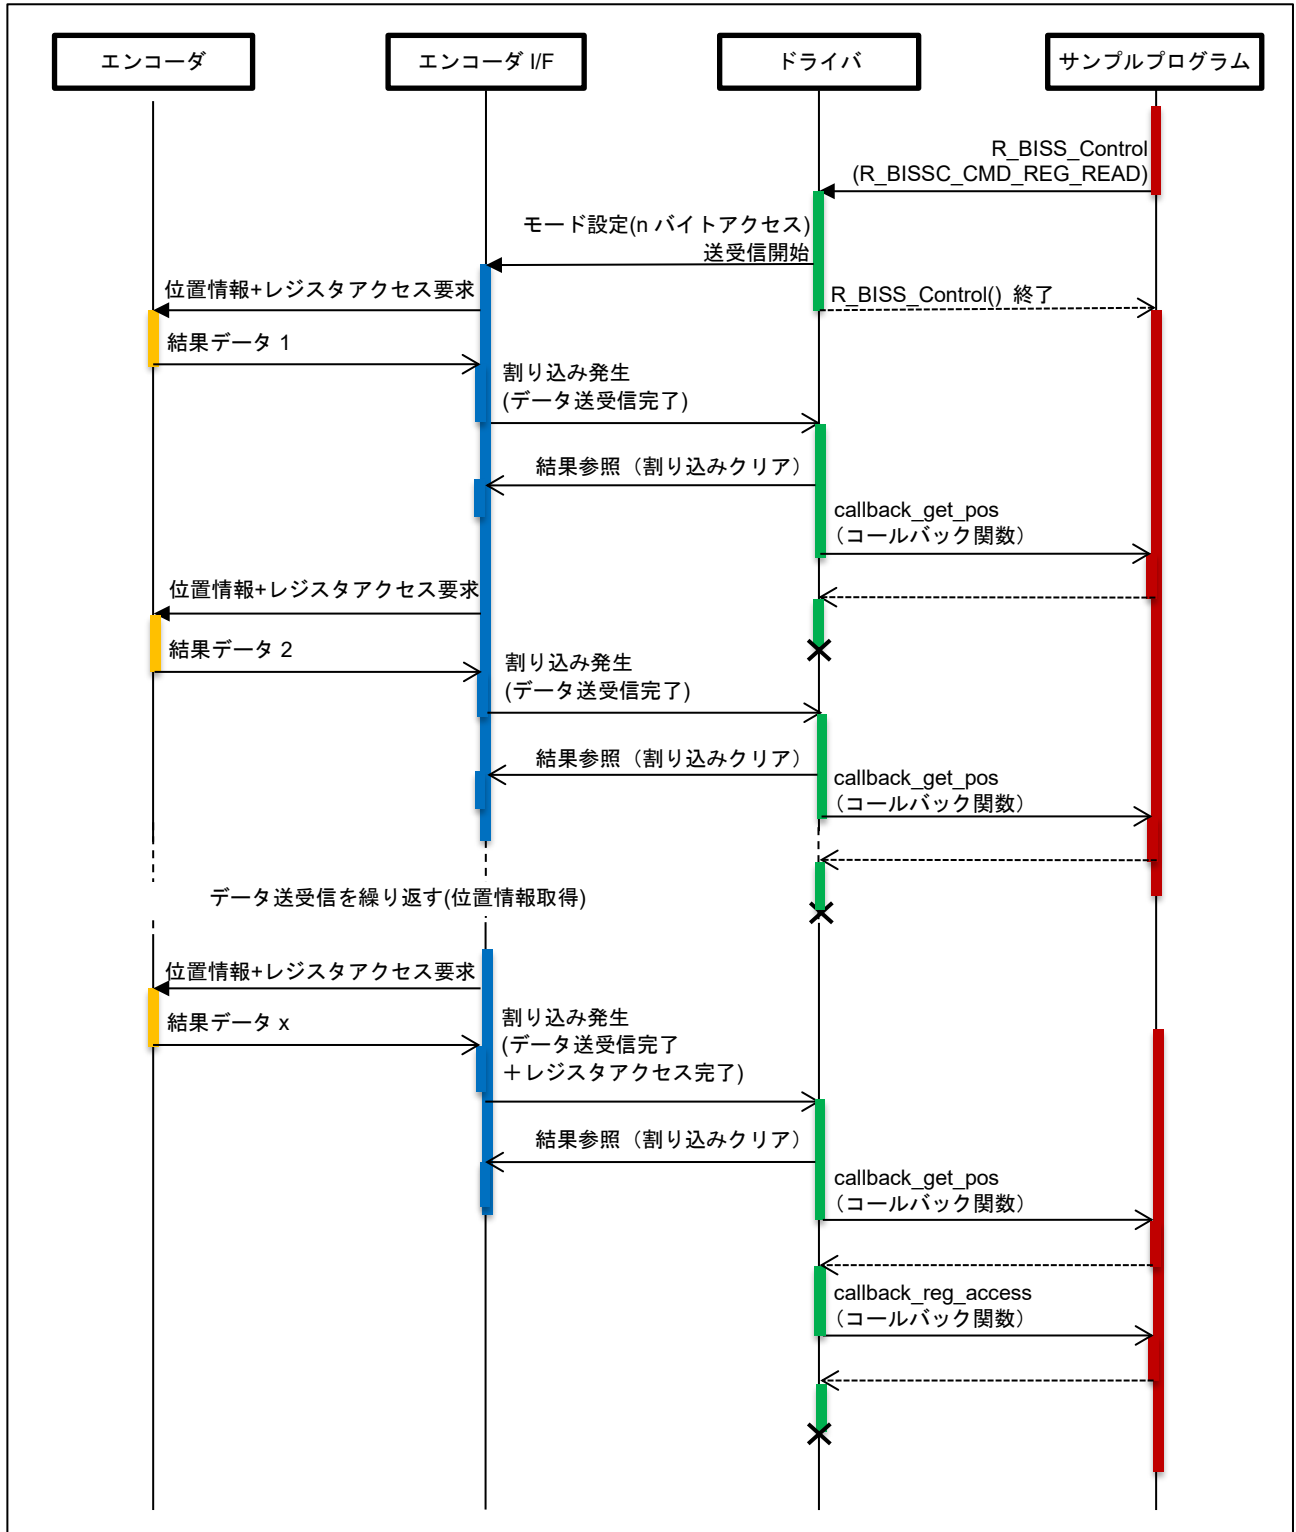 エンコーダ
エンコーダ I/F
ドライバ
サンプルプログラム
R_BISS_Control
(R_BISSC_CMD_REG_READ)
モード設定(n バイトアクセス)
送受信開始
位置情報+レジスタアクセス要求
R_BISS_Control() 終了
結果データ 1
割り込み発生
(データ送受信完了)
結果参照（割り込みクリア）
callback_get_pos
（コールバック関数）
位置情報+レジスタアクセス要求
結果データ 2
割り込み発生
(データ送受信完了)
結果参照（割り込みクリア）
callback_get_pos
（コールバック関数）
データ送受信を繰り返す(位置情報取得)
位置情報+レジスタアクセス要求
結果データ x
割り込み発生
(データ送受信完了
＋レジスタアクセス完了)
結果参照（割り込みクリア）
callback_get_pos
（コールバック関数）
callback_reg_access
（コールバック関数）